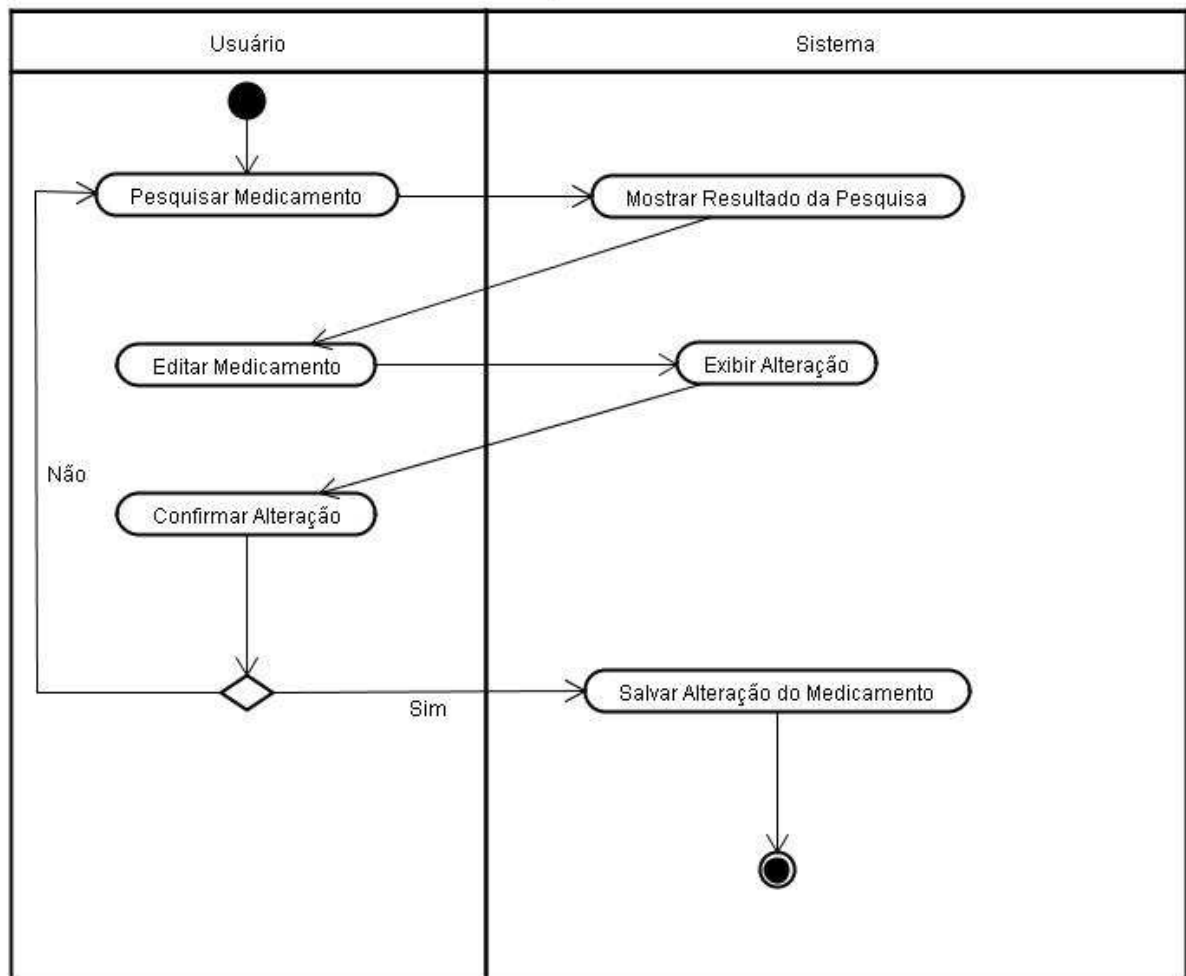 Usuário
Sistema
Pesquisar Medicamento
Mostrar Resultado da Pesquisa
Editar Medicamento
Exibir Alteração
Não
Confirmar Alteração
Salvar Alteração do Medicamento
Sim